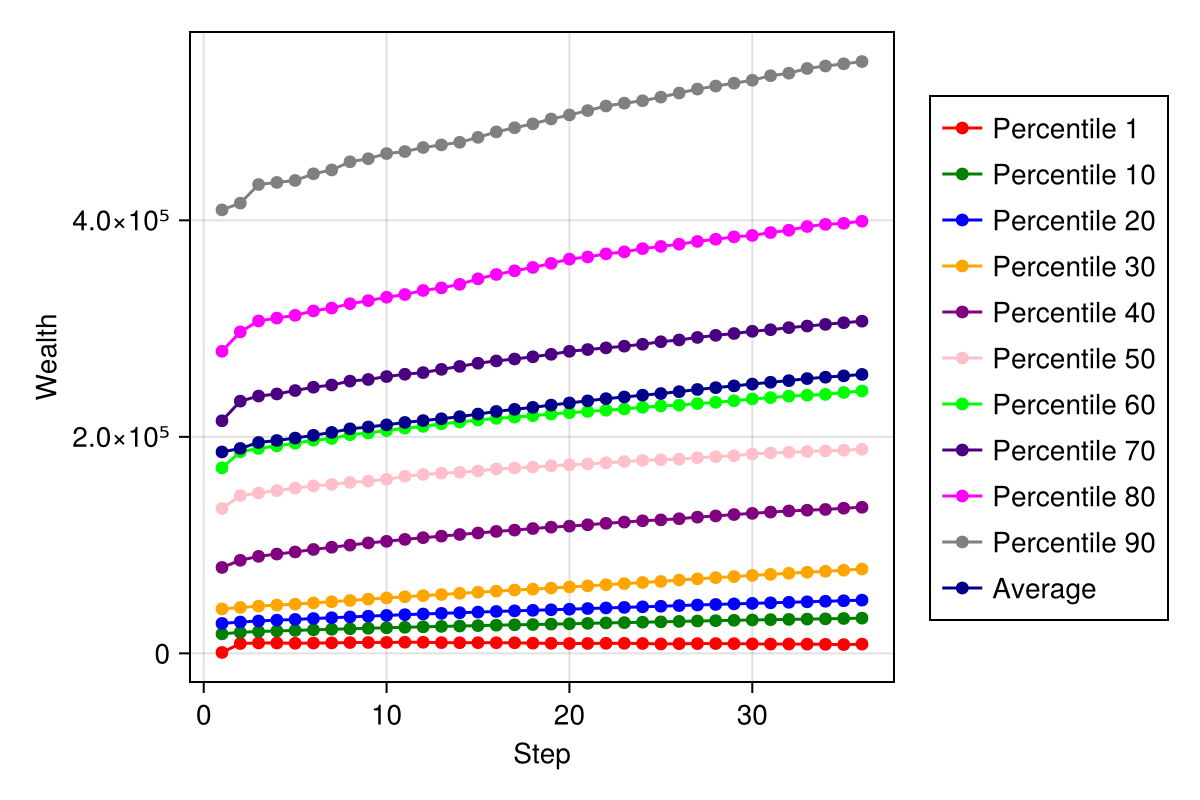 Wealth
4.0×10⁵
2.0×10⁵
0
0 10 20 30
Step
Percentile 1
Percentile 10
Percentile 20
Percentile 30
Percentile 40
Percentile 50
Percentile 60
Percentile 70
Percentile 80
Percentile 90
Average